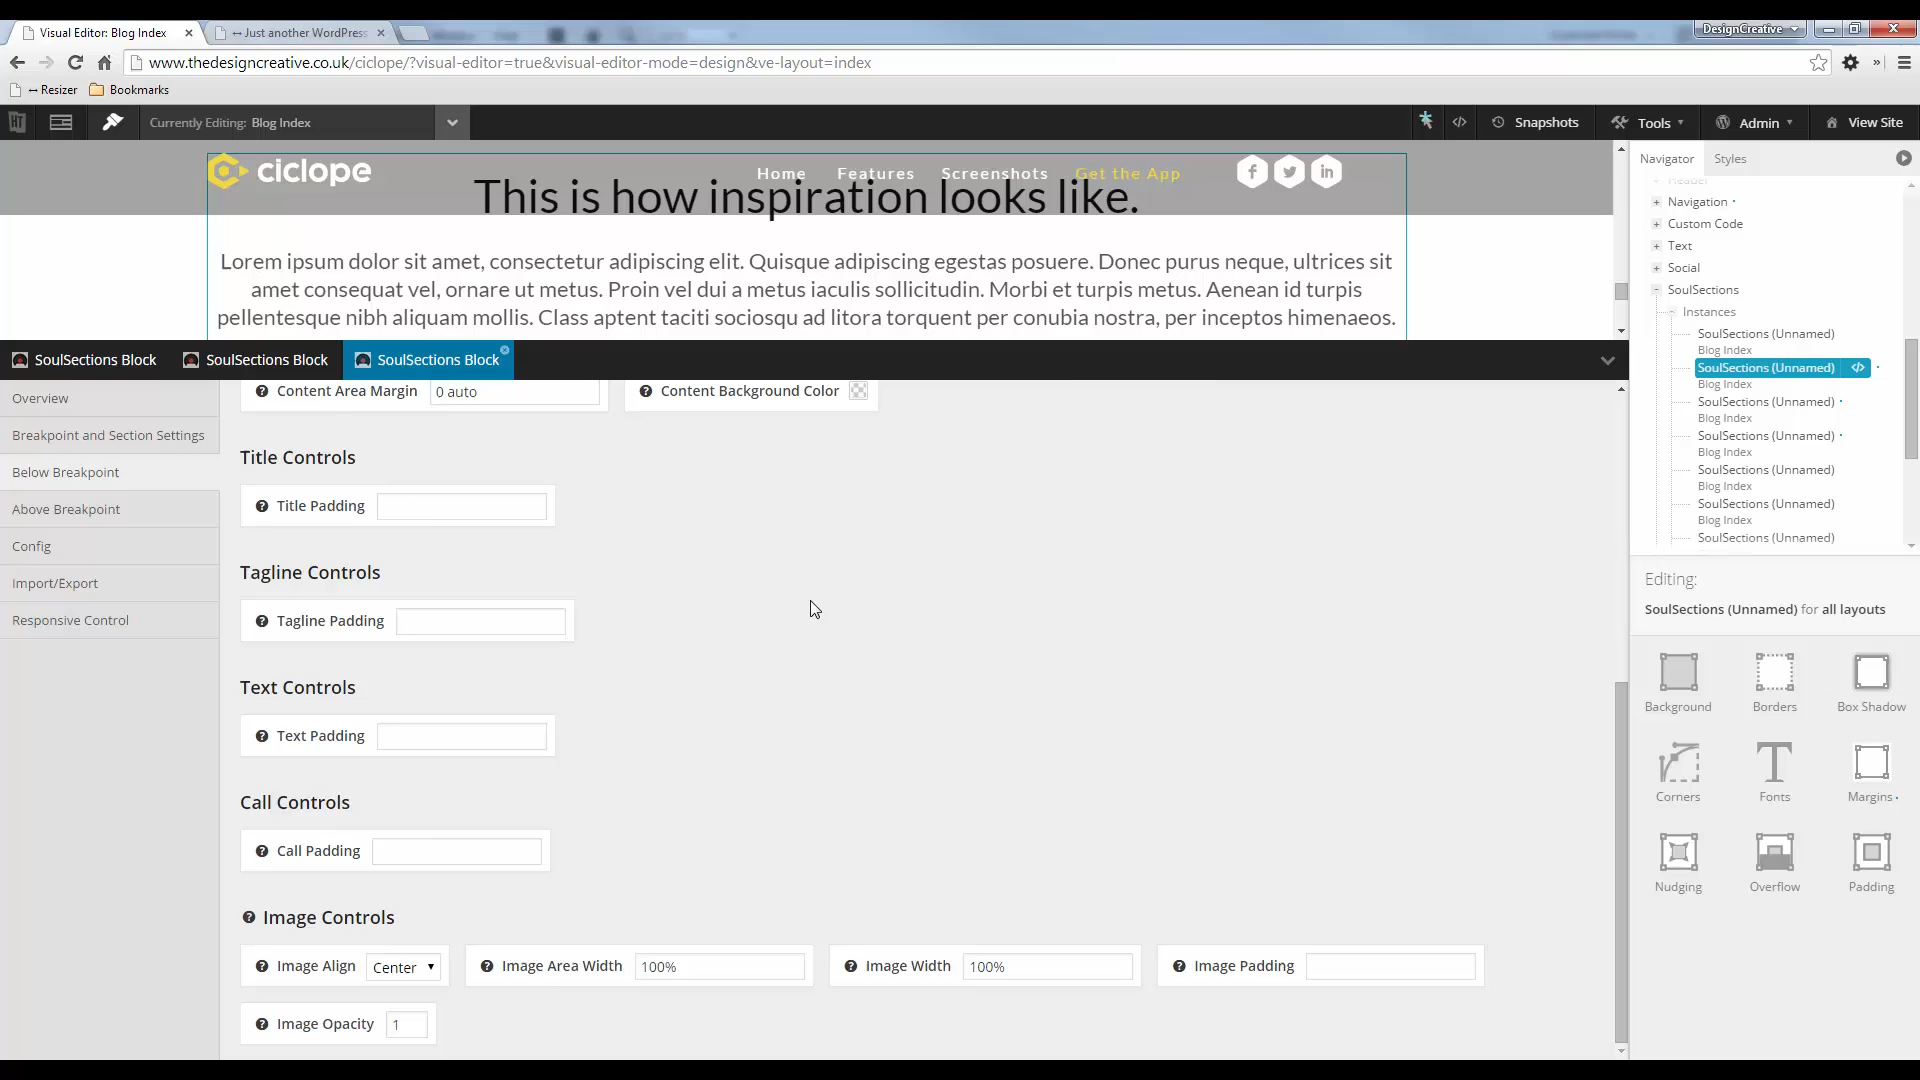 Visual Editor: Blog Index
↔ Just another WordPress
DesignCreative
www.thedesigncreative.co.uk/ciclope/?visual-editor=true&visual-editor-mode=design&ve-layout=index
↔ Resizer
Bookmarks
HT
Currently Editing: Blog Index
Snapshots
Tools
Admin
View Site
ciclope
Home
Features
Screenshots
Get the App
This is how inspiration looks like.
Lorem ipsum dolor sit amet, consectetur adipiscing elit. Quisque adipiscing egestas posuere. Donec purus neque, ultrices sit
amet consequat vel, ornare ut metus. Proin vel dui a metus iaculis sollicitudin. Morbi et turpis metus. Aenean id turpis
pellentesque nibh aliquam mollis. Class aptent taciti sociosqu ad litora torquent per conubia nostra, per inceptos himenaeos.
SoulSections Block
SoulSections Block
SoulSections Block
Overview
Breakpoint and Section Settings
Below Breakpoint
Above Breakpoint
Config
Import/Export
Responsive Control
Content Area Margin
0 auto
Content Background Color
Title Controls
Title Padding
Tagline Controls
Tagline Padding
Text Controls
Text Padding
Call Controls
Call Padding
Image Controls
Image Align
Center
Image Area Width
100%
Image Width
100%
Image Padding
Image Opacity
1
Navigator
Styles
Header
Navigation
Custom Code
Text
Social
SoulSections
Instances
SoulSections (Unnamed)
Blog Index
SoulSections (Unnamed)
Blog Index
SoulSections (Unnamed)
Blog Index
SoulSections (Unnamed)
Blog Index
SoulSections (Unnamed)
Blog Index
SoulSections (Unnamed)
Blog Index
SoulSections (Unnamed)
Editing:
SoulSections (Unnamed) for all layouts
Background
Borders
Box Shadow
Corners
Fonts
Margins
Nudging
Overflow
Padding